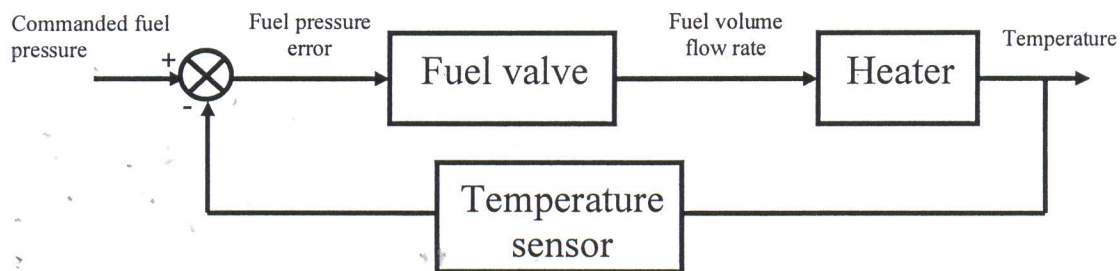 Commanded fuel
pressure
Fuel pressure
error
Fuel volume
flow rate
Temperature
+
-
Fuel valve
Heater
Temperature
sensor